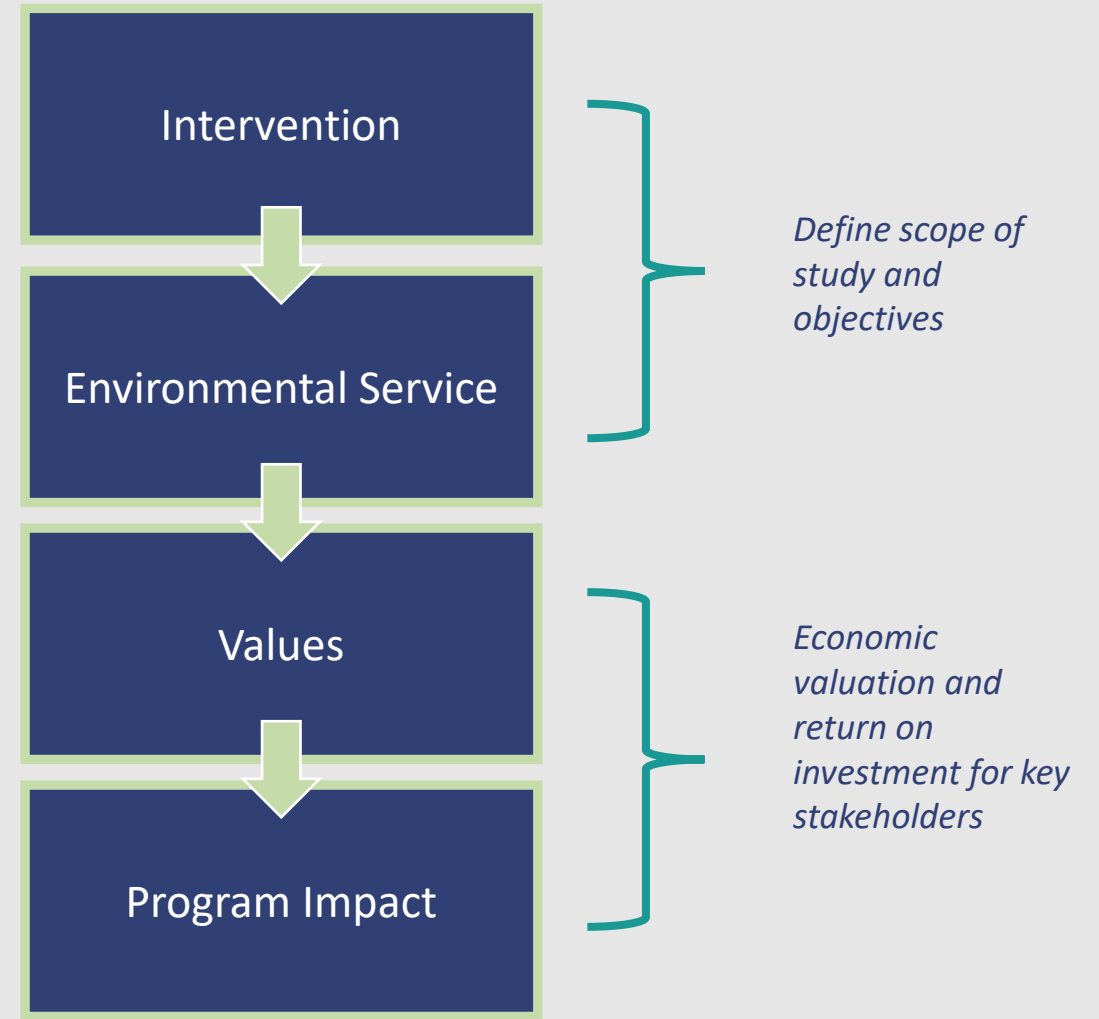 Intervention
Define scope of
study and
objectives
Environmental Service
Values
Economic
valuation and
return on
investment for key
stakeholders
Program Impact